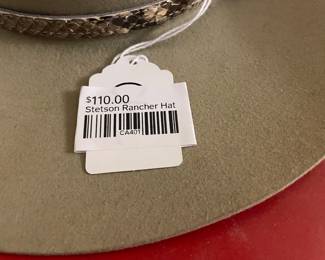 $110.00
Stetson Rancher Hat
CA401